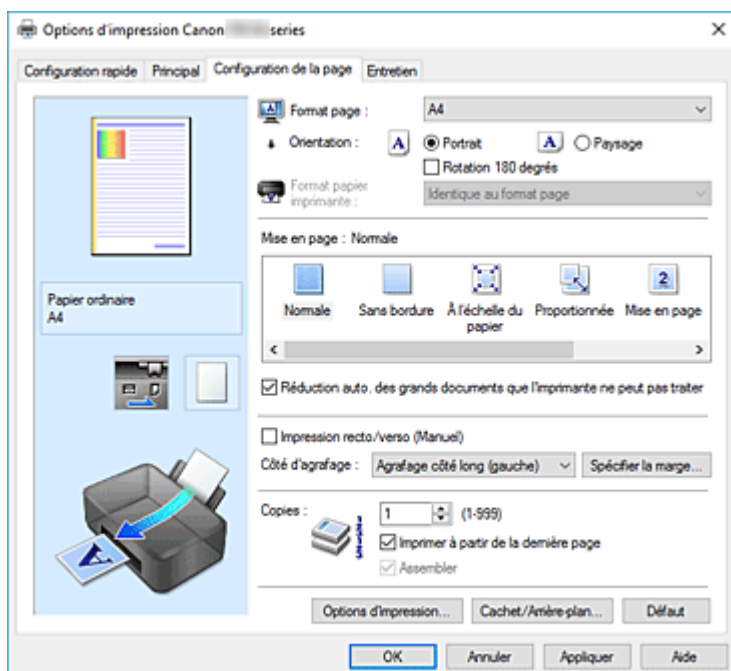 Options d'impression Canon series
Configuration rapide Principal Configuration de la page Entretien
Format page : A4
Orientation : A Portrait A Paysage
Rotation 180 degrés
Format papier imprimante : Identique au format page
Mise en page : Normale
2
Normale Sans bordure À l'échelle du papier Proportionnée Mise en page
Papier ordinaire
A4
Réduction auto. des grands documents que l'imprimante ne peut pas traiter
Impression recto/verso (Manuel)
Côté d'agrafage : Agrafage côté long (gauche) Spécifier la marge...
Copies : 1 (1-999)
Imprimer à partir de la dernière page
Assembler
A
Options d'impression... Cachet/Arrière-plan... Défaut
OK Annuler Appliquer Aide